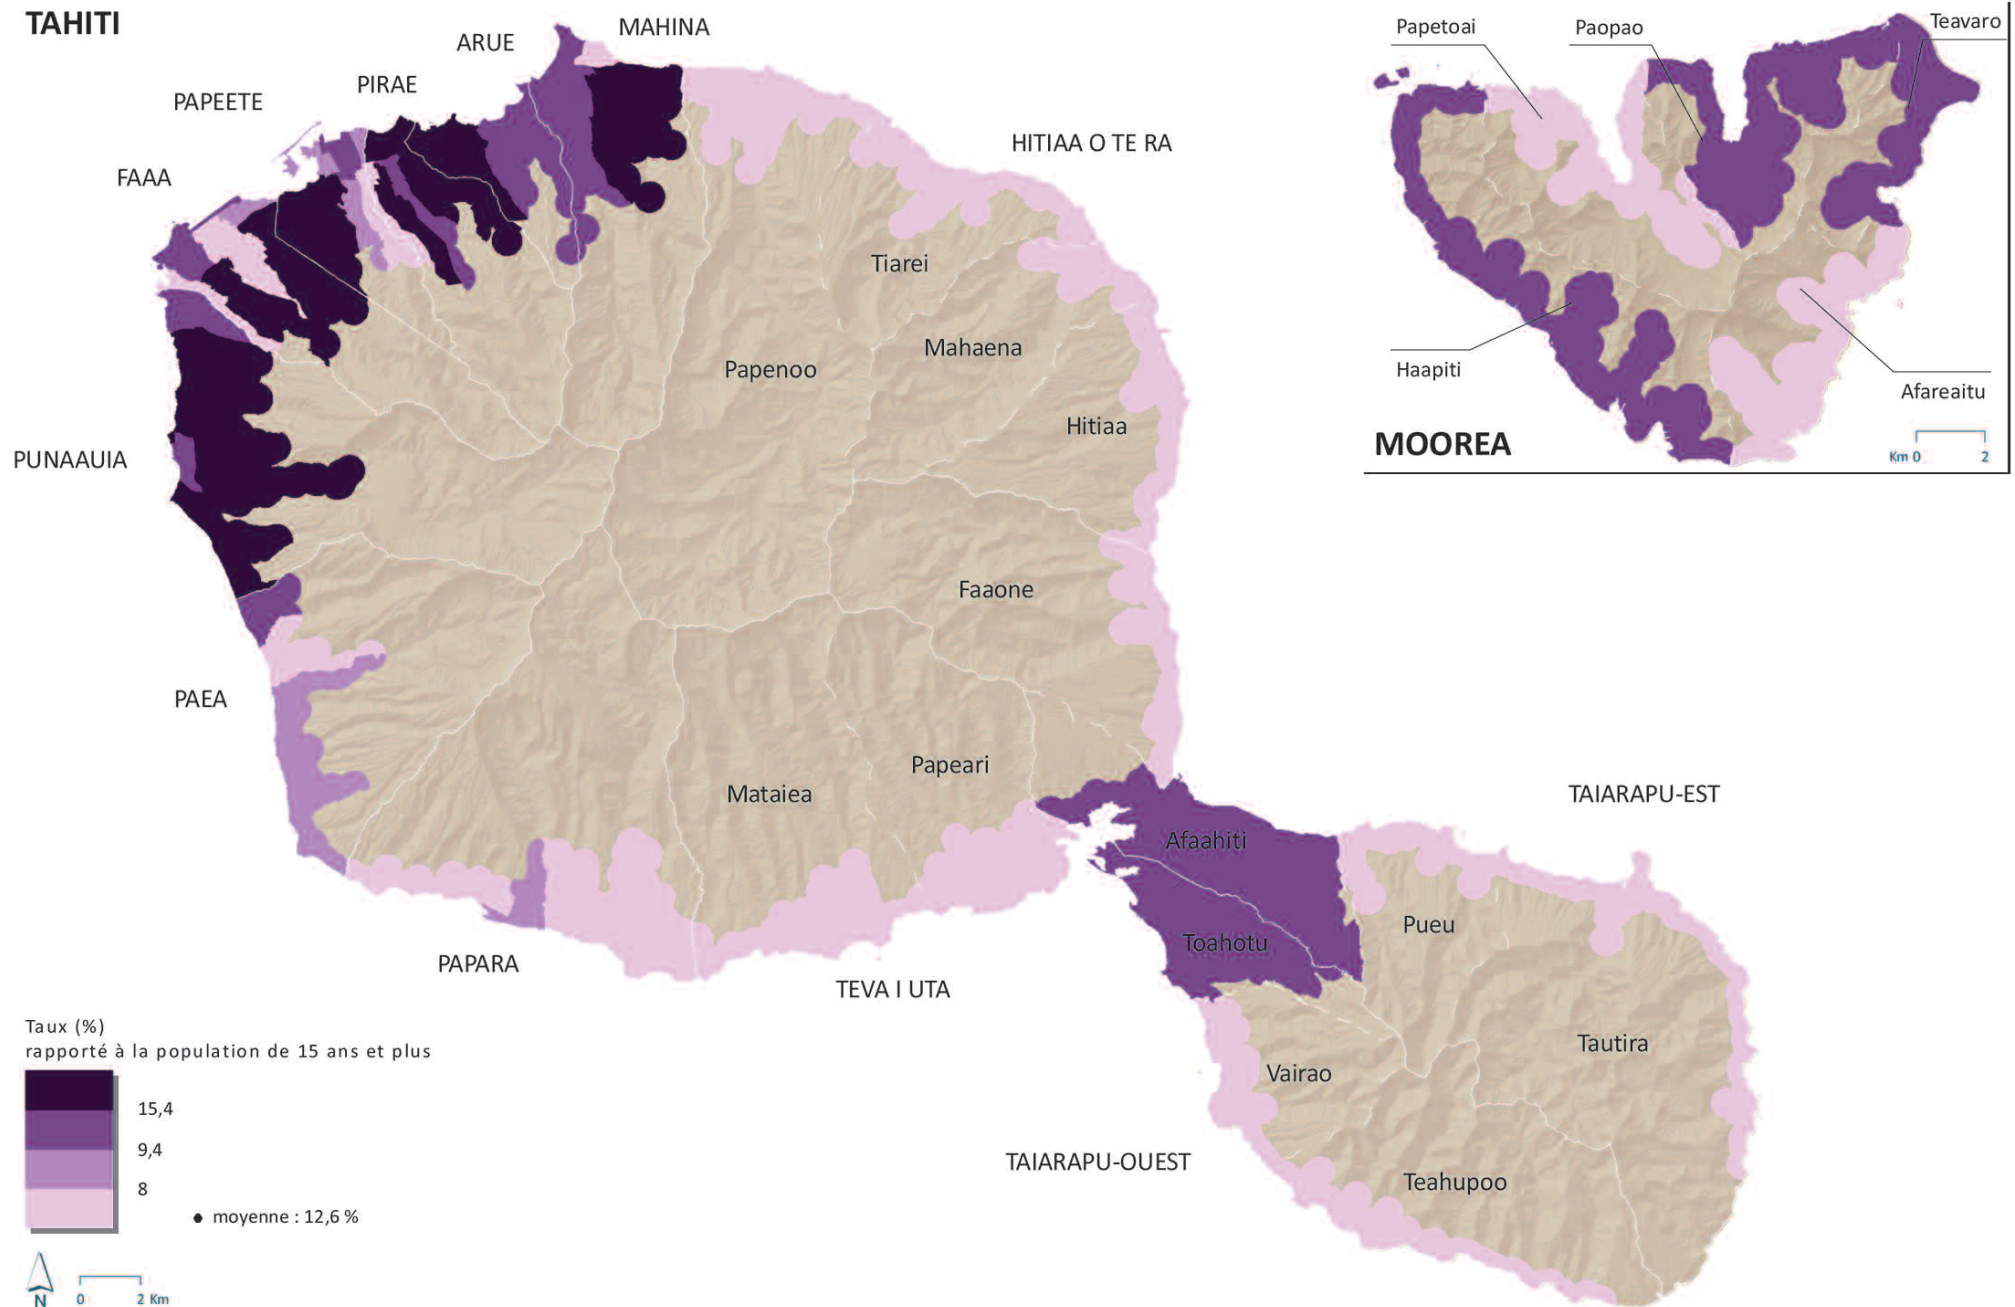 TAHITI
MAHINA
ARUE
PIRAE
PAPEETE
FAAA
HITIAA O TE RA
Tiarei
Mahaena
Papenoo
Hitiaa
PUNAAUIA
Faaone
PAEA
Papeari
Mataiea
TAIARAPU-EST
Afaahiti
Pueu
Toahotu
PAPARA
TEVA I UTA
Tautira
Vairao
TAIARAPU-OUEST
Teahupoo
Papetoai
Paopao
Teavaro
Haapiti
Afareaitu
MOOREA
Km 0 2
Taux (%)
rapporté à la population de 15 ans et plus
15,4
9,4
8
moyenne : 12,6 %
N
0 2 Km